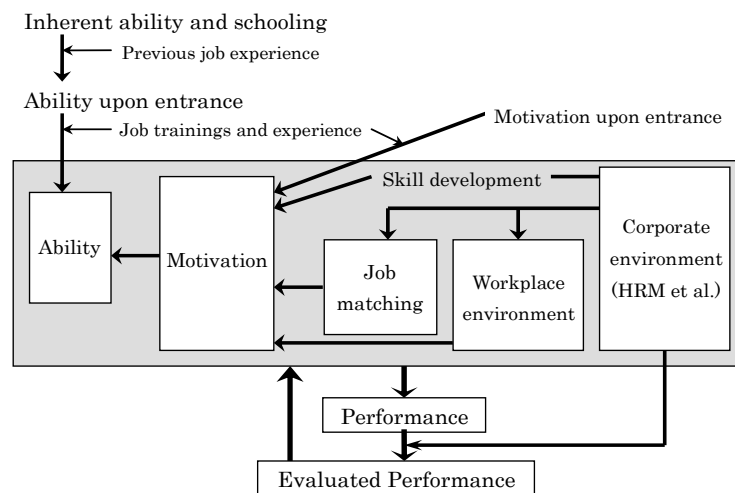 Inherent ability and schooling
Previous job experience
Ability upon entrance
Motivation upon entrance
Job trainings and experience
Skill development
Ability
Motivation
Job
matching
Workplace
environment
Corporate
environment
(HRM et al.)
Performance
Evaluated Performance